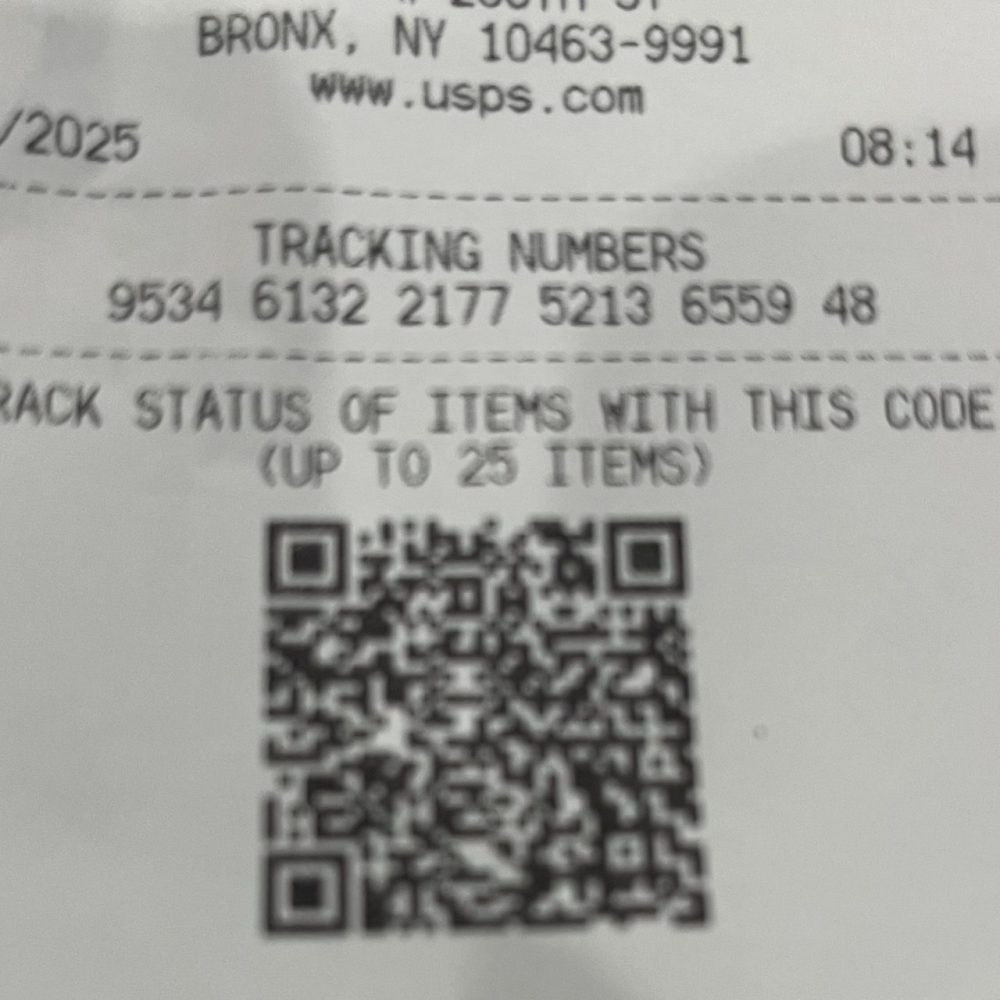 BRONX, NY 10463-9991
www.usps.com
/2025 08:14
TRACKING NUMBERS
9534 6132 2177 5213 6559 48
RACK STATUS OF ITEMS WITH THIS CODE
(UP TO 25 ITEMS)